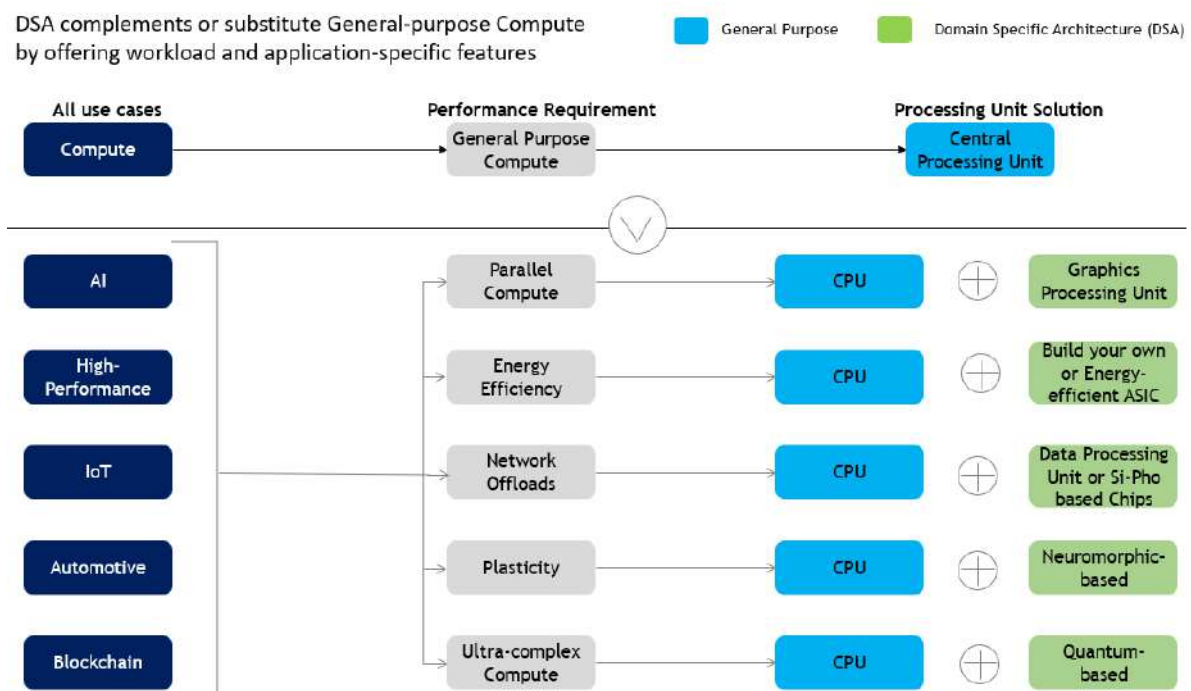 DSA complements or substitute General-purpose Compute
by offering workload and application-specific features
General Purpose
Domain Specific Architecture (DSA)
All use cases
Performance Requirement
Processing Unit Solution
Compute
General Purpose
Compute
Central
Processing Unit
AI
Parallel
Compute
CPU
Graphics
Processing Unit
High-
Performance
Energy
Efficiency
CPU
Build your own
or Energy-
efficient ASIC
IoT
Network
Offloads
CPU
Data Processing
Unit or Si-Pho
based Chips
Automotive
Plasticity
CPU
Neuromorphic-
based
Blockchain
Ultra-complex
Compute
CPU
Quantum-
based